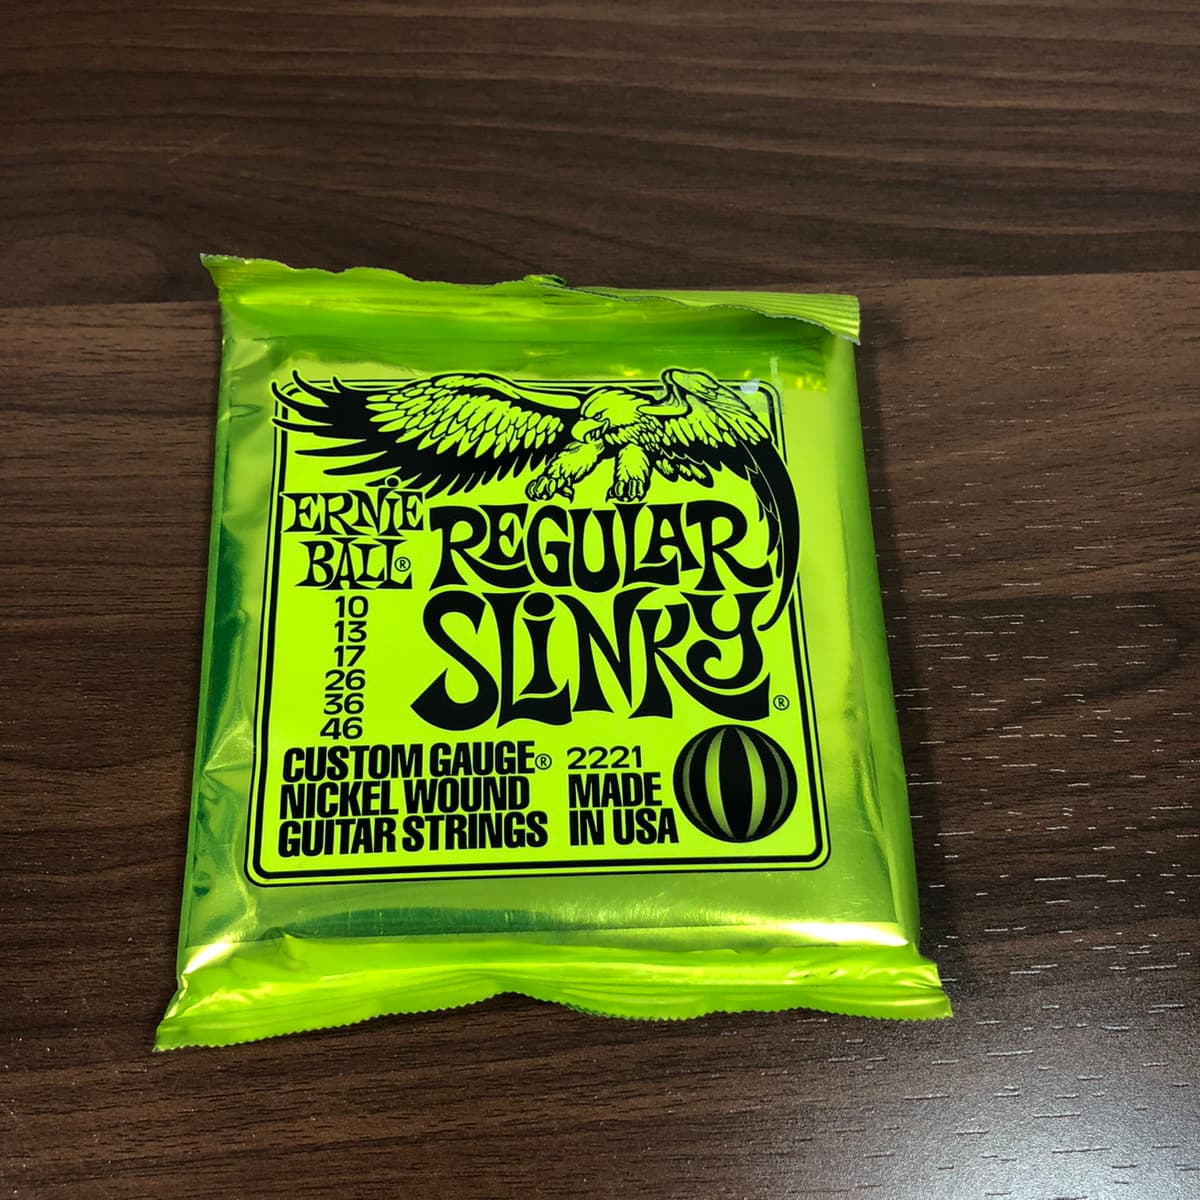 ERNiE
BALL®
REGULAR
SLiNKY®
10
13
17
26
36
46
CUSTOM GAUGE®
NICKEL WOUND
GUITAR STRINGS
2221
MADE
IN USA